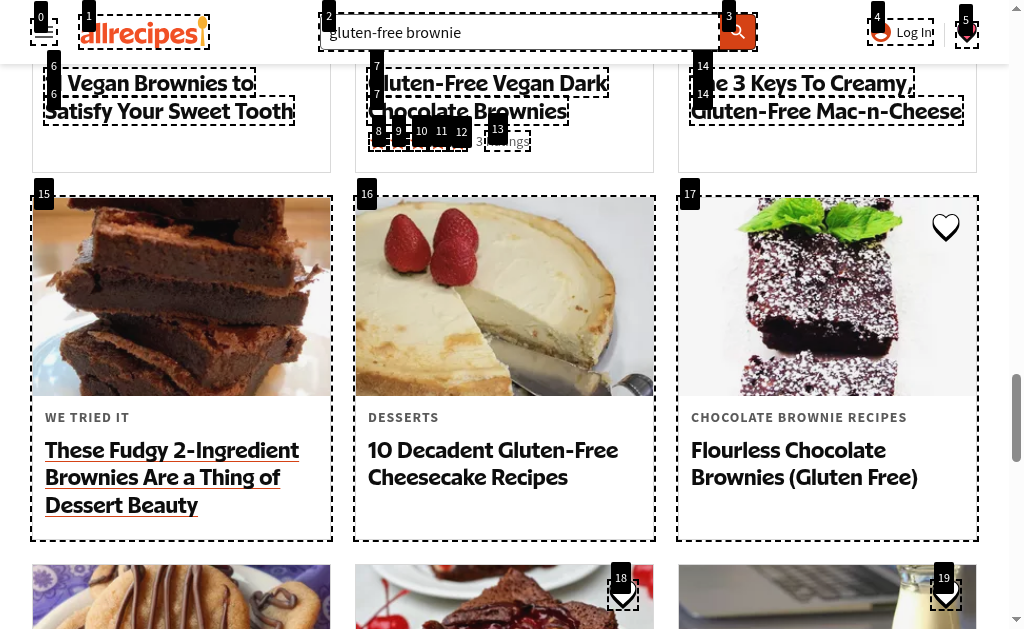 0
1
allrecipes
2
gluten-free brownie
3
4
Log In
5
6
Vegan Brownies to
6
Satisfy Your Sweet Tooth
7
Gluten-Free Vegan Dark
7
Chocolate Brownies
8 9 10 11 12
3
13
14
The 3 Keys To Creamy,
14
Gluten-Free Mac-n-Cheese
15
WE TRIED IT
These Fudgy 2-Ingredient
Brownies Are a Thing of
Dessert Beauty
16
DESSERTS
10 Decadent Gluten-Free
Cheesecake Recipes
17
CHOCOLATE BROWNIE RECIPES
Flourless Chocolate
Brownies (Gluten Free)
18
19